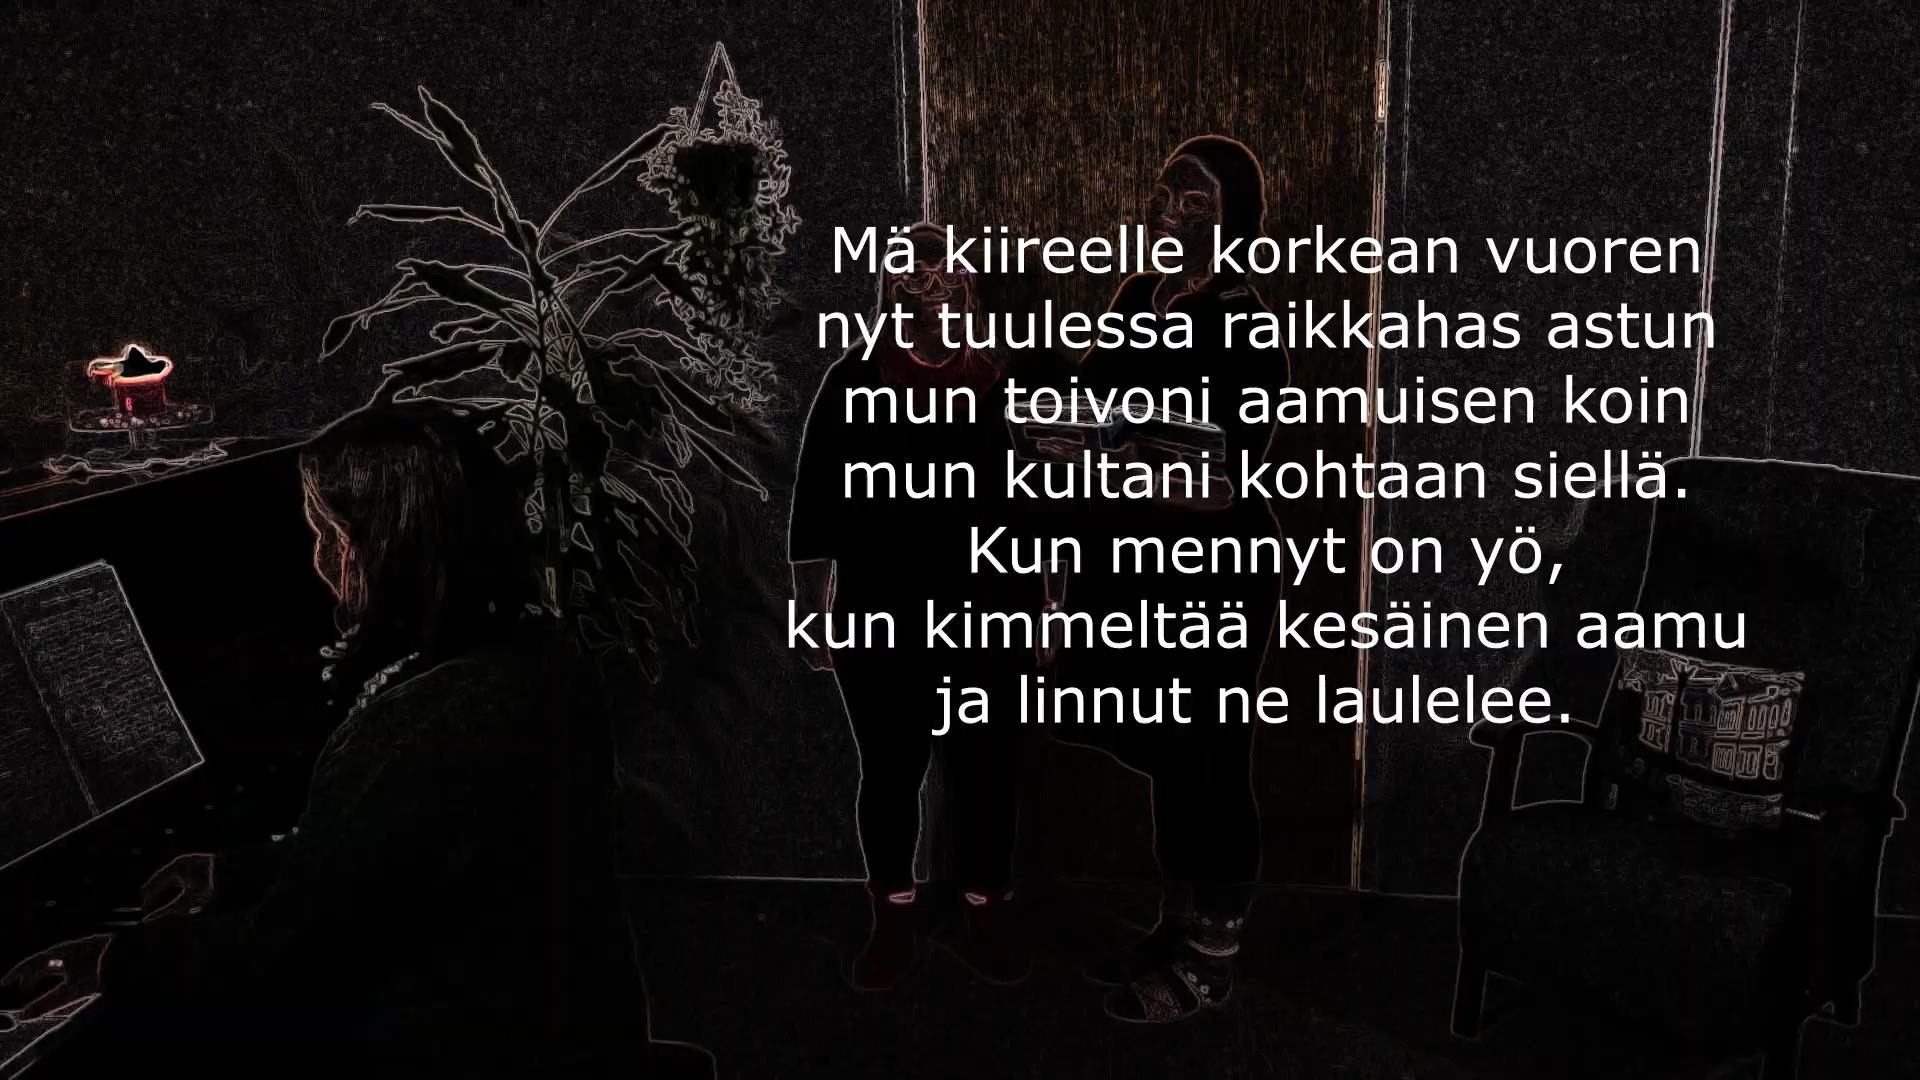 Mä kiireelle korkean vuoren
nyt tuulessa raikkahas astun
mun toivoni aamuisen koin
mun kultani kohtaan siellä.
Kun mennyt on yö,
kun kimmeltää kesäinen aamu
ja linnut ne laulelee.